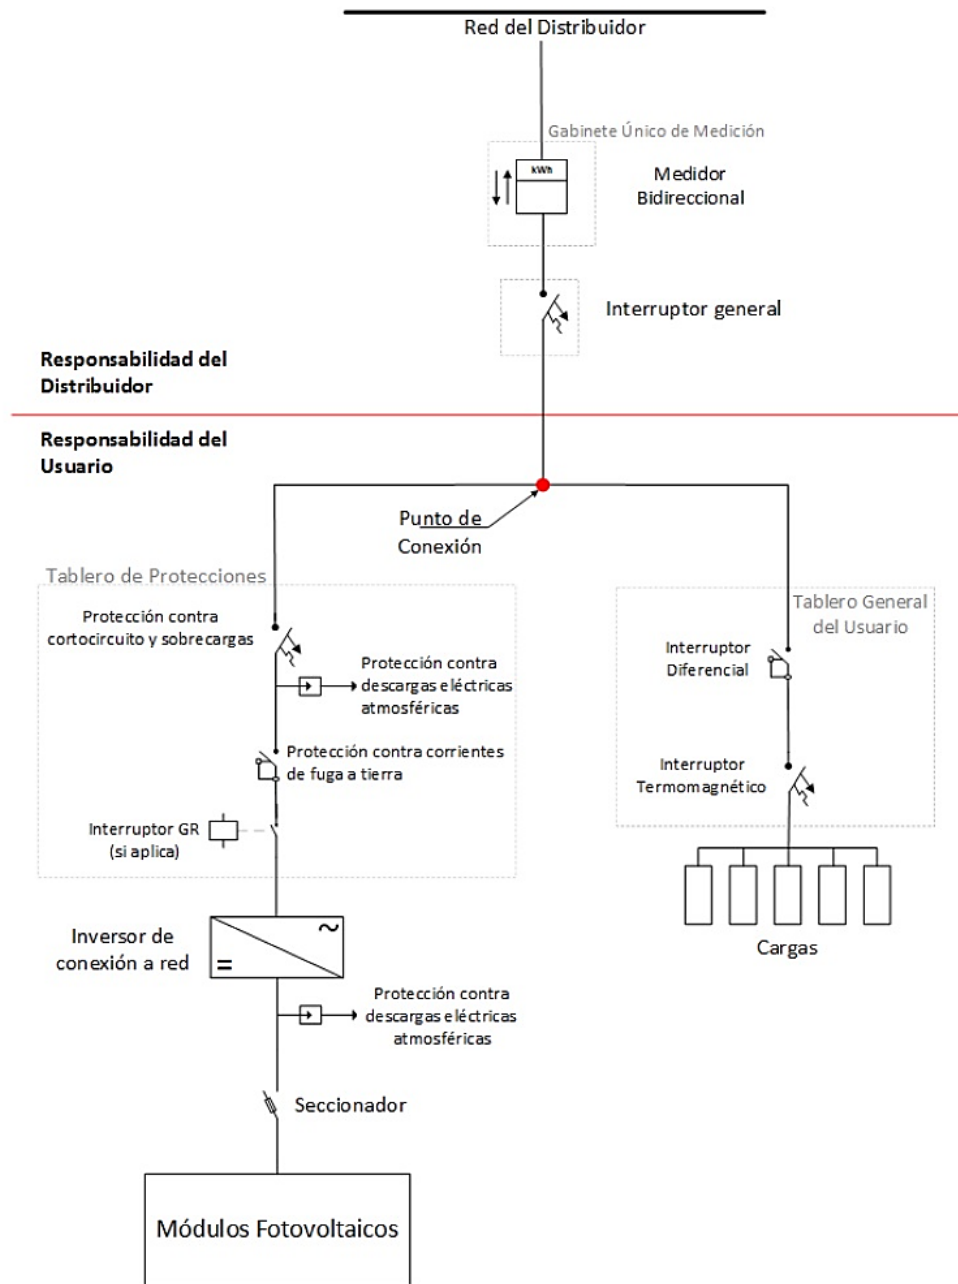 Red del Distribuidor
Gabinete Único de Medición
kWh
Medidor
Bidireccional
Interruptor general
Responsabilidad del
Distribuidor
Responsabilidad del
Usuario
Punto de
Conexión
Tablero de Protecciones
Protección contra
cortocircuito y sobrecargas
Protección contra
descargas eléctricas
atmosféricas
Protección contra corrientes
de fuga a tierra
Interruptor GR
(si aplica)
Tablero General
del Usuario
Interruptor
Diferencial
Interruptor
Termomagnético
Cargas
Inversor de
conexión a red
Protección contra
descargas eléctricas
atmosféricas
Seccionador
Módulos Fotovoltaicos